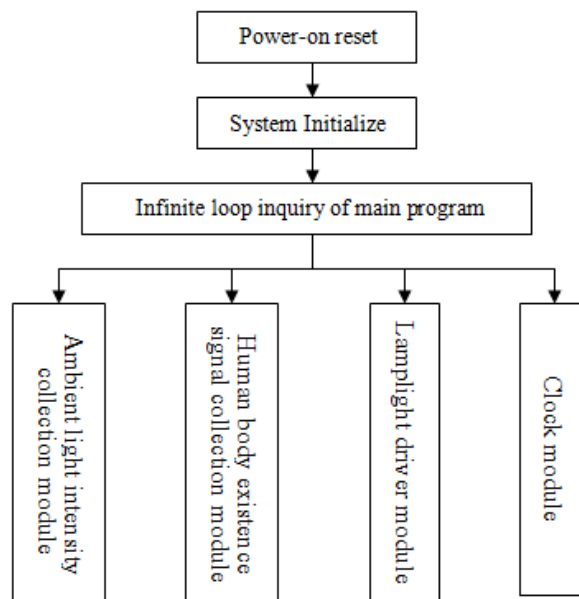 Power-on reset
System Initialize
Infinite loop inquiry of main program
Ambient light intensity
collection module
Human body existence
signal collection module
Lamplight driver module
Clock module